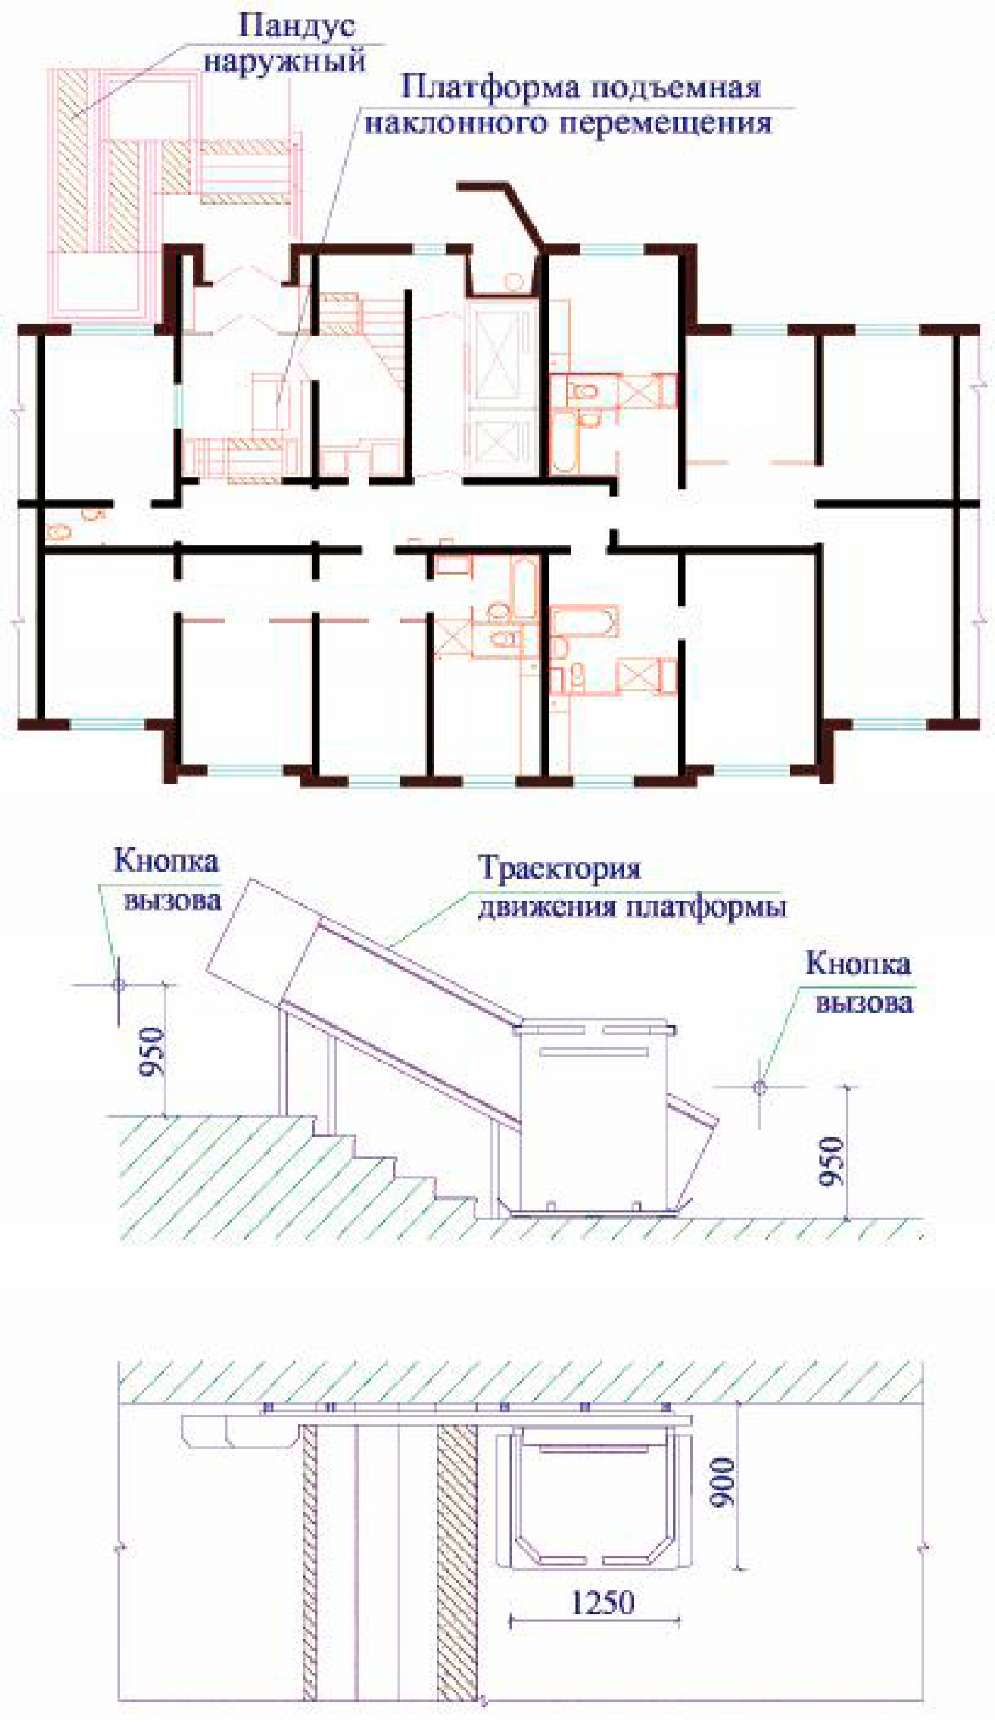 Пандус
наружный
Платформа подъемная
наклонного перемещения
Кнопка
вызова
Траектория
движения платформы
Кнопка
вызова
950
950
900
1250